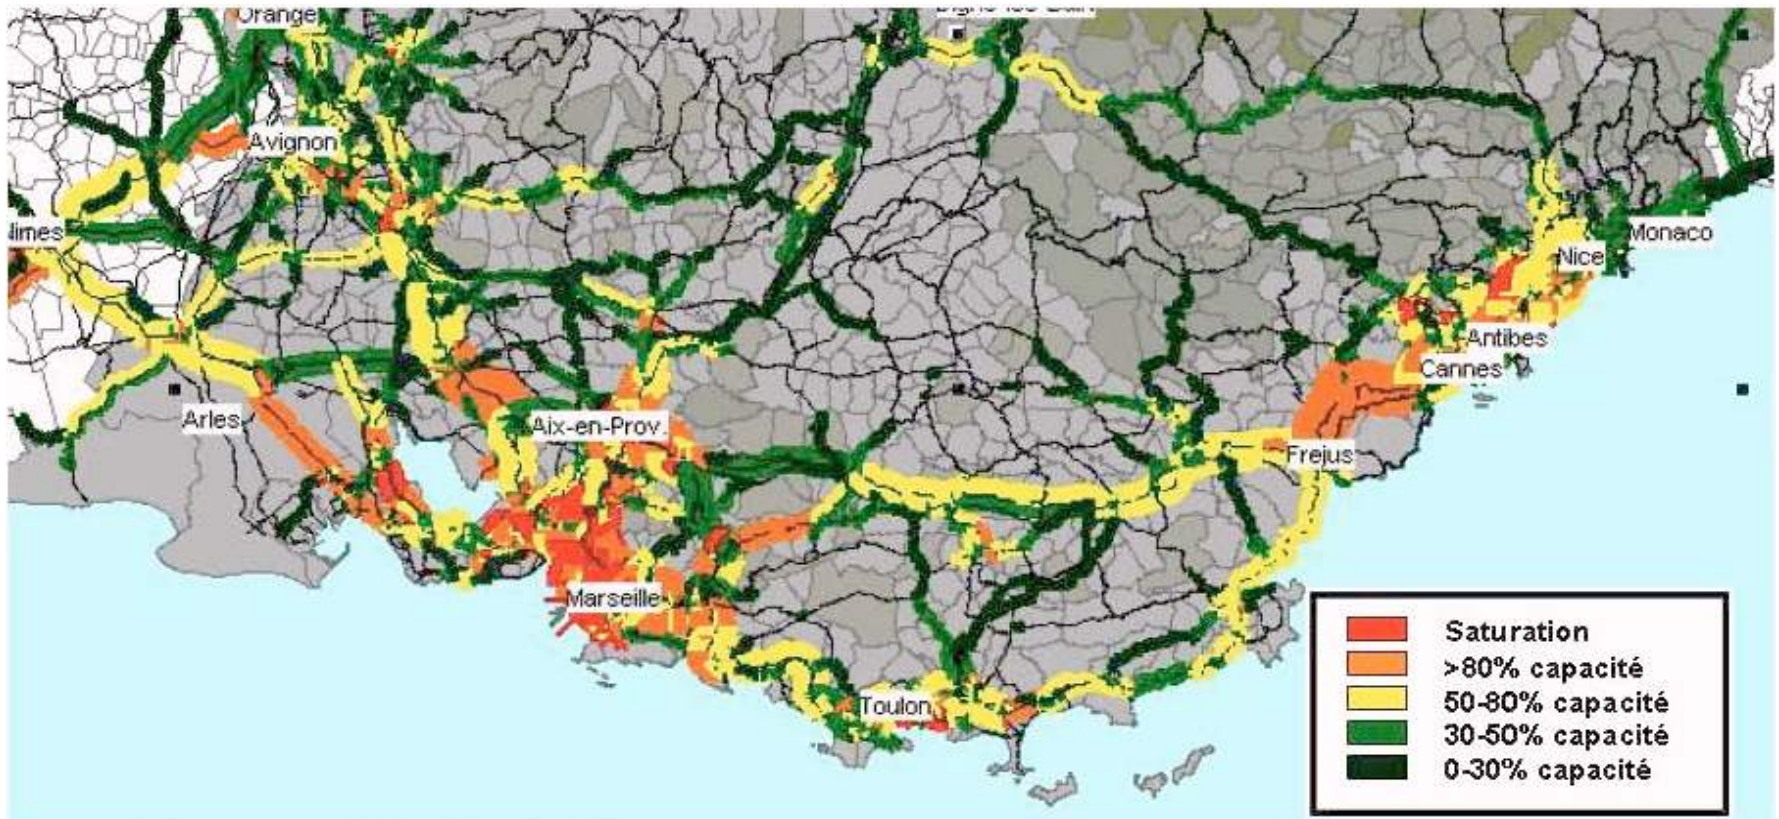 Orange
Avignon
Monaco
Nice
Antibes
Cannes
Arles
Aix-en-Prov.
Frejus
Marseille
Toulon
Saturation
>80% capacité
50-80% capacité
30-50% capacité
0-30% capacité